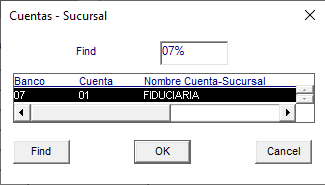 Cuentas - Sucursal
Find 07%
Banco Cuenta Nombre Cuenta-Sucursal
07 01 FIDUCIARIA
Find OK Cancel